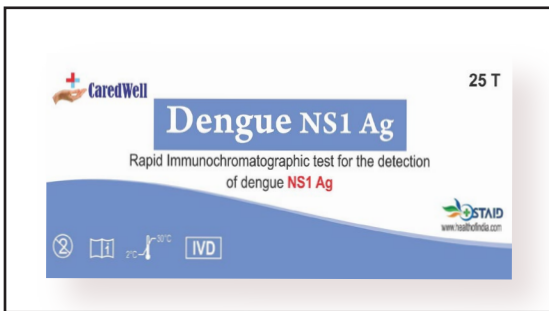 CaredWell
25 T
Dengue NS1 Ag
Rapid Immunochromatographic test for the detection
of dengue NS1 Ag
STAID
www.healthofindia.com
2
i
2°C
30°C
IVD